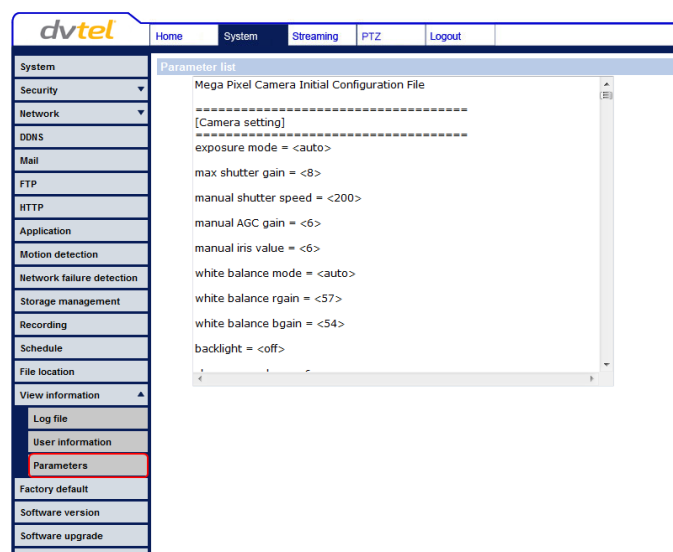 dvtel
Home System Streaming PTZ Logout
System
Security
Network
DDNS
Mail
FTP
HTTP
Application
Motion detection
Network failure detection
Storage management
Recording
Schedule
File location
View information
Log file
User information
Parameters
Factory default
Software version
Software upgrade
Parameter list
Mega Pixel Camera Initial Configuration File
===================================
[Camera setting]
===================================
exposure mode = <auto>
max shutter gain = <8>
manual shutter speed = <200>
manual AGC gain = <6>
manual iris value = <6>
white balance mode = <auto>
white balance rgain = <57>
white balance bgain = <54>
backlight = <off>